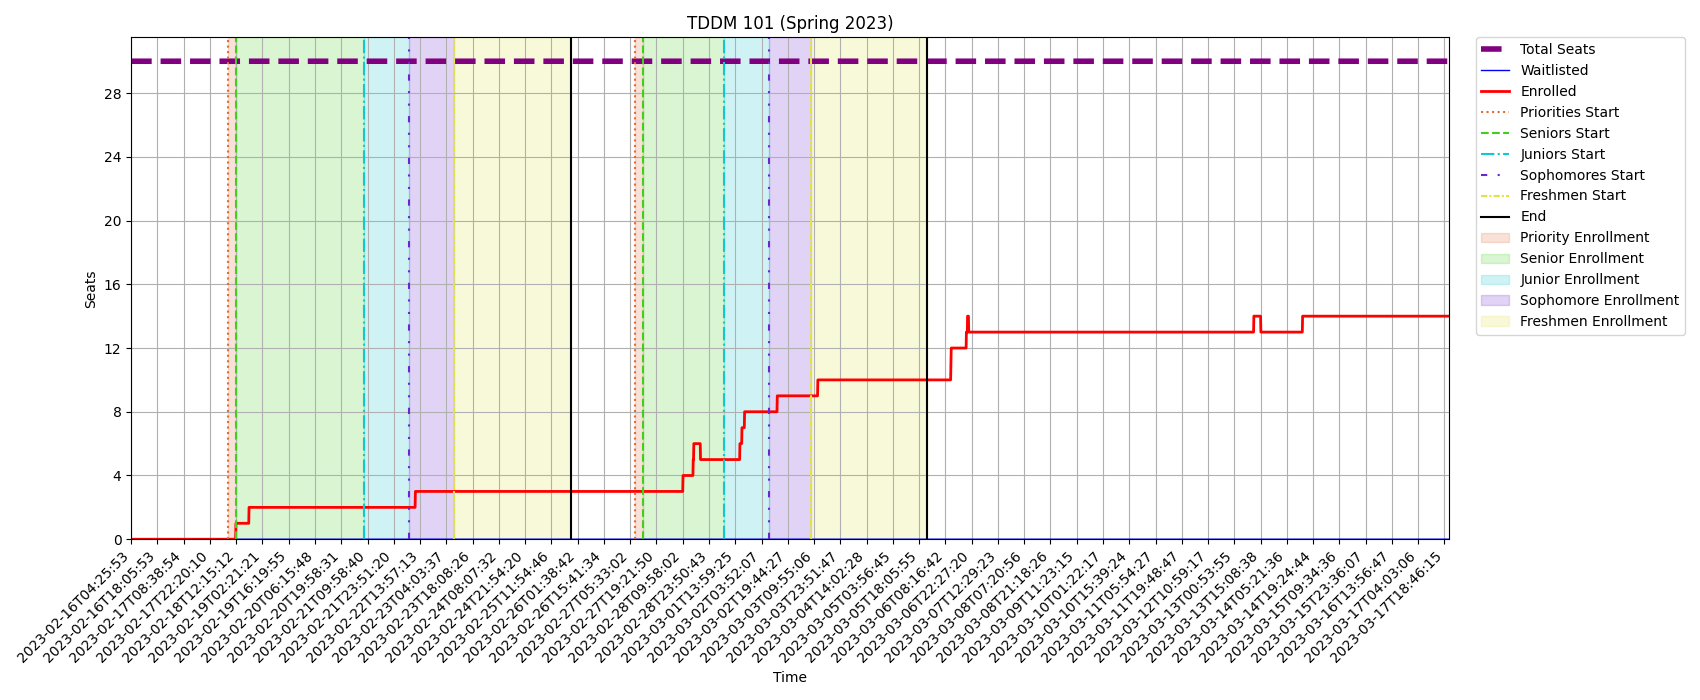 TDDM 101 (Spring 2023)
Seats
28
24
20
16
12
8
4
0
2023-02-16T04:25:53
2023-02-16T18:05:53
2023-02-17T08:38:54
2023-02-17T22:20:10
2023-02-18T12:15:12
2023-02-19T02:21:21
2023-02-19T16:19:55
2023-02-20T06:15:48
2023-02-20T19:58:31
2023-02-21T09:58:40
2023-02-21T23:51:20
2023-02-22T13:57:13
2023-02-23T04:03:37
2023-02-23T18:08:26
2023-02-24T08:07:32
2023-02-24T21:54:20
2023-02-25T11:54:46
2023-02-26T01:38:42
2023-02-26T15:41:34
2023-02-27T05:33:02
2023-02-27T19:21:50
2023-02-28T09:58:02
2023-02-28T23:50:43
2023-03-01T13:59:25
2023-03-02T03:52:07
2023-03-02T19:44:27
2023-03-03T09:55:06
2023-03-03T23:51:47
2023-03-04T14:02:28
2023-03-05T03:56:45
2023-03-05T18:05:55
2023-03-06T08:16:42
2023-03-06T22:27:20
2023-03-07T12:29:23
2023-03-08T07:20:56
2023-03-08T21:18:26
2023-03-09T11:23:15
2023-03-10T01:22:17
2023-03-10T15:39:24
2023-03-11T05:54:27
2023-03-11T19:48:47
2023-03-12T10:59:17
2023-03-13T00:53:55
2023-03-13T15:08:38
2023-03-14T05:21:36
2023-03-14T19:24:44
2023-03-15T09:34:36
2023-03-15T23:36:07
2023-03-16T13:56:47
2023-03-17T04:03:06
2023-03-17T18:46:15
Time
Total Seats
Waitlisted
Enrolled
Priorities Start
Seniors Start
Juniors Start
Sophomores Start
Freshmen Start
End
Priority Enrollment
Senior Enrollment
Junior Enrollment
Sophomore Enrollment
Freshmen Enrollment